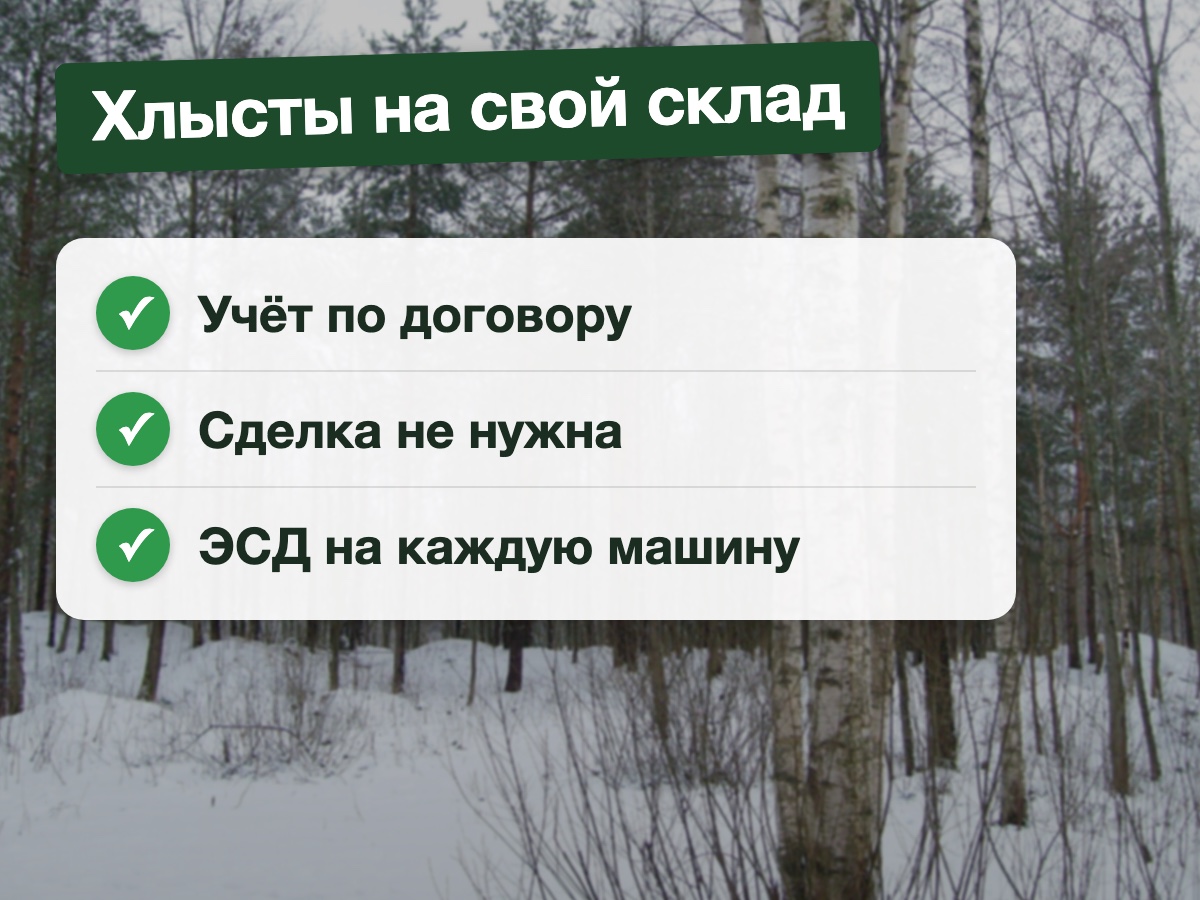 Хлысты на свой склад
Учёт по договору
Сделка не нужна
ЭСД на каждую машину